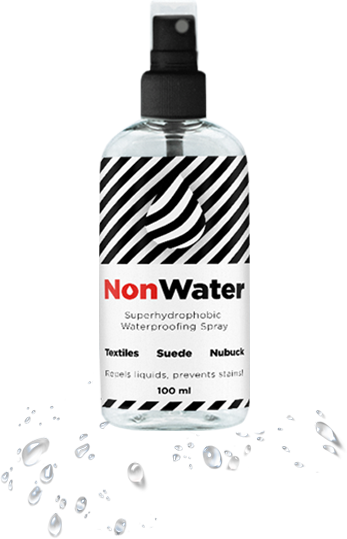 NonWater
Superhydrophobic
Waterproofing Spray
Textiles Suede Nubuck
Repels liquids, prevents stains!
100 ml